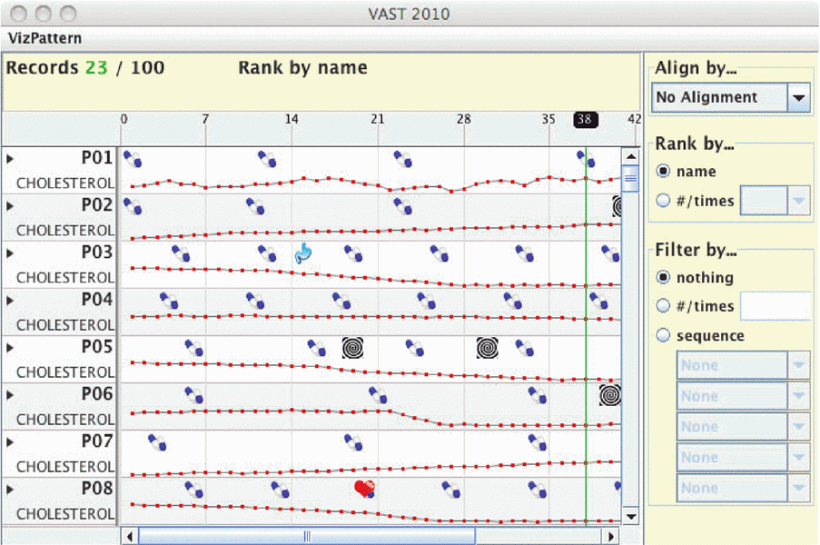 VAST 2010
VizPattern
Records 23 / 100 Rank by name
0 7 14 21 28 35 38 42
P01
CHOLESTEROL
P02
CHOLESTEROL
P03
CHOLESTEROL
P04
CHOLESTEROL
P05
CHOLESTEROL
P06
CHOLESTEROL
P07
CHOLESTEROL
P08
CHOLESTEROL
Align by...
No Alignment
Rank by...
name
#/times
Filter by...
nothing
#/times
sequence
None
None
None
None
None